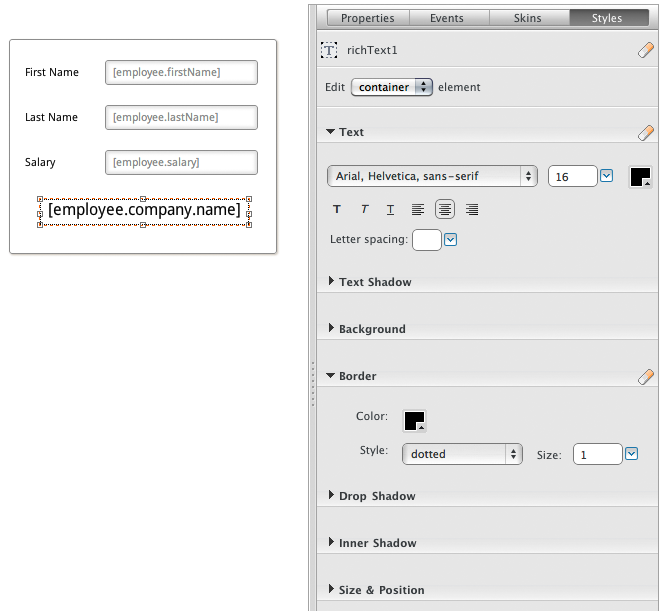 First Name [employee.firstName]
Last Name [employee.lastName]
Salary [employee.salary]
[employee.company.name]
Properties Events Skins Styles
T richText1
Edit container element
Text
Arial, Helvetica, sans-serif 16
T T T
Letter spacing:
Text Shadow
Background
Border
Color:
Style: dotted Size: 1
Drop Shadow
Inner Shadow
Size & Position